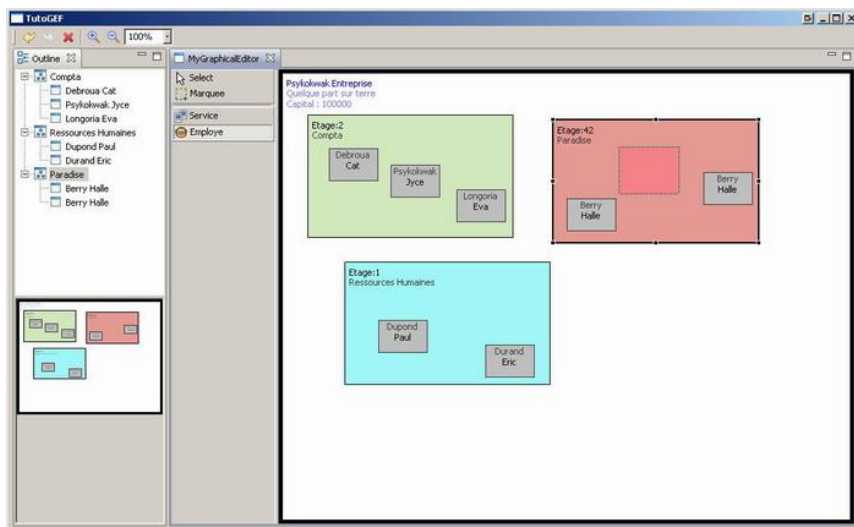 TutoGEF
100%
Outline
Compta
Debroua Cat
Psykokwak Jyce
Longoria Eva
Ressources Humaines
Dupond Paul
Durand Eric
Paradise
Berry Halle
Berry Halle
MyGraphicalEditor
Select
Marquee
Service
Employe
Psykokwak Entreprise
Quelque part sur terre
Capital : 100000
Etage:2
Compta
Debroua
Cat
Psykokwak
Jyce
Longoria
Eva
Etage:42
Paradise
Berry
Halle
Berry
Halle
Etage:1
Ressources Humaines
Dupond
Paul
Durand
Eric